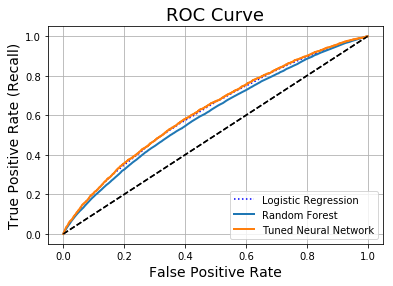 ROC Curve
True Positive Rate (Recall)
1.0
0.8
0.6
0.4
0.2
0.0
Logistic Regression
Random Forest
Tuned Neural Network
0.0 0.2 0.4 0.6 0.8 1.0
False Positive Rate